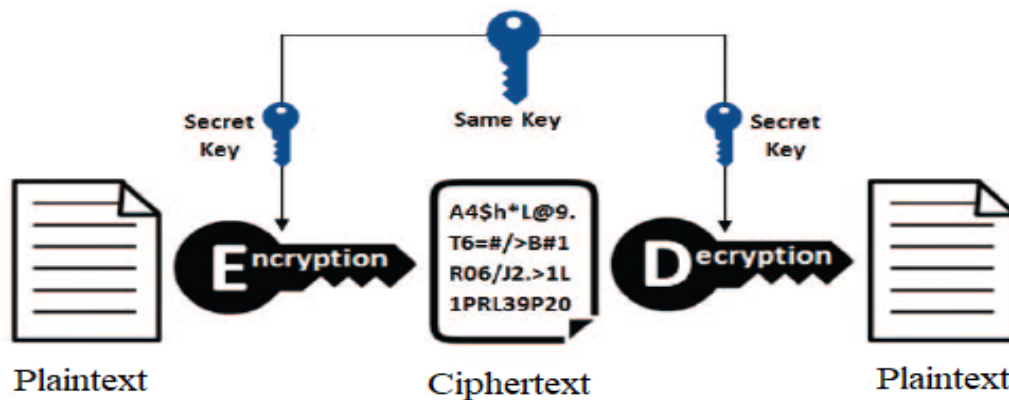 Same Key
Secret
Key
Secret
Key
Encryption
A4$h*L@9.
T6=#/>B#1
R06/J2.>1L
1PRL39P20
Decryption
Plaintext
Ciphertext
Plaintext